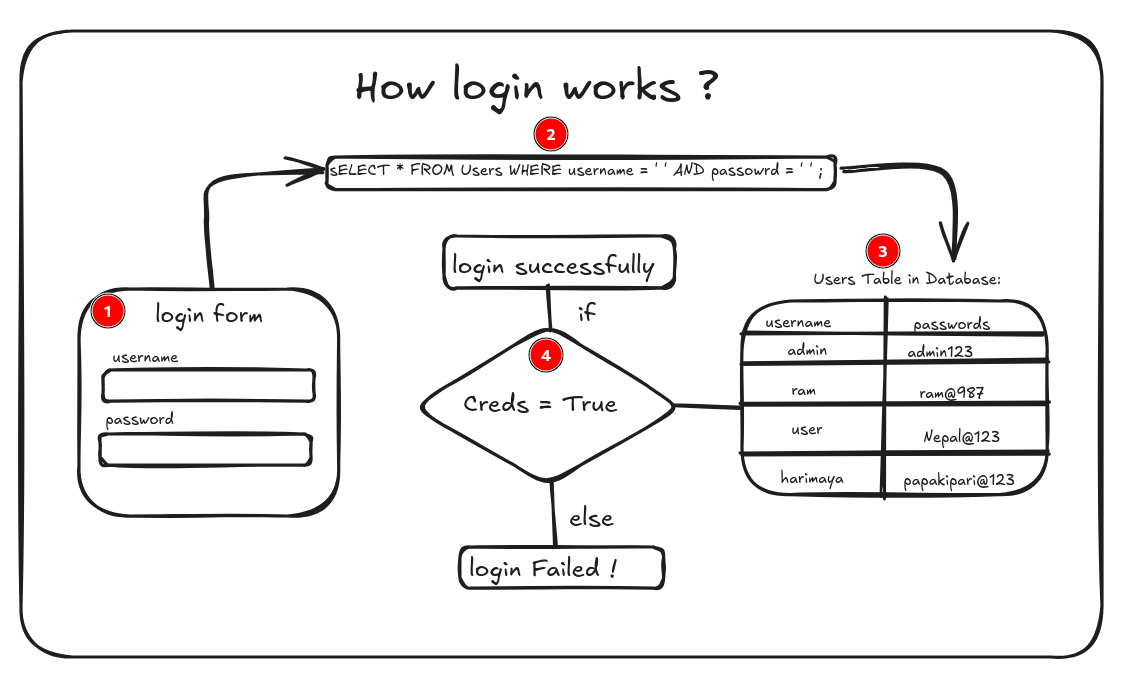 How login works ?
2
sELECT * FROM Users WHERE username = ' ' AND passowrd = ' ' ;
1
login form
username
password
login successfully
if
4
Creds = True
else
login Failed !
3
Users Table in Database:
username passwords
admin admin123
ram ram@987
user Nepal@123
harimaya papakipari@123